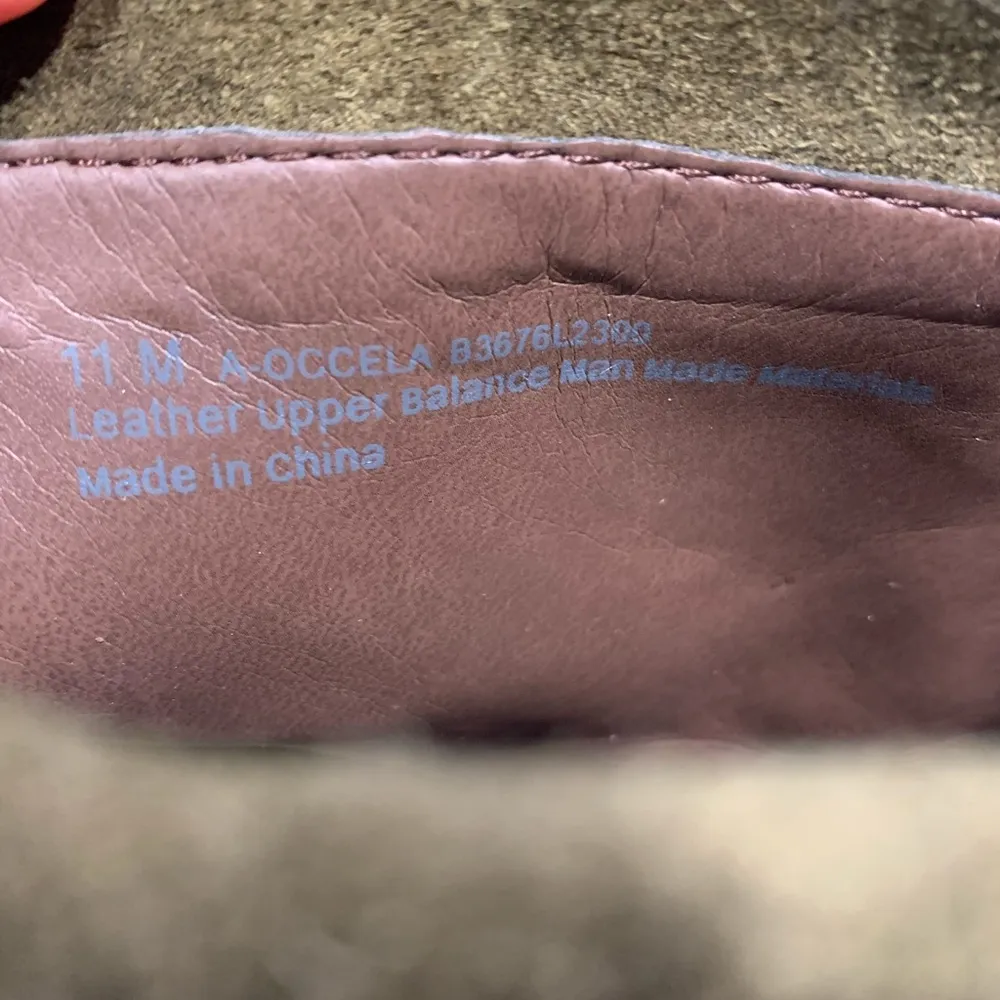 11 M A-OCCELA B3676L2300
Leather Upper Balance Man Made Materials
Made in China